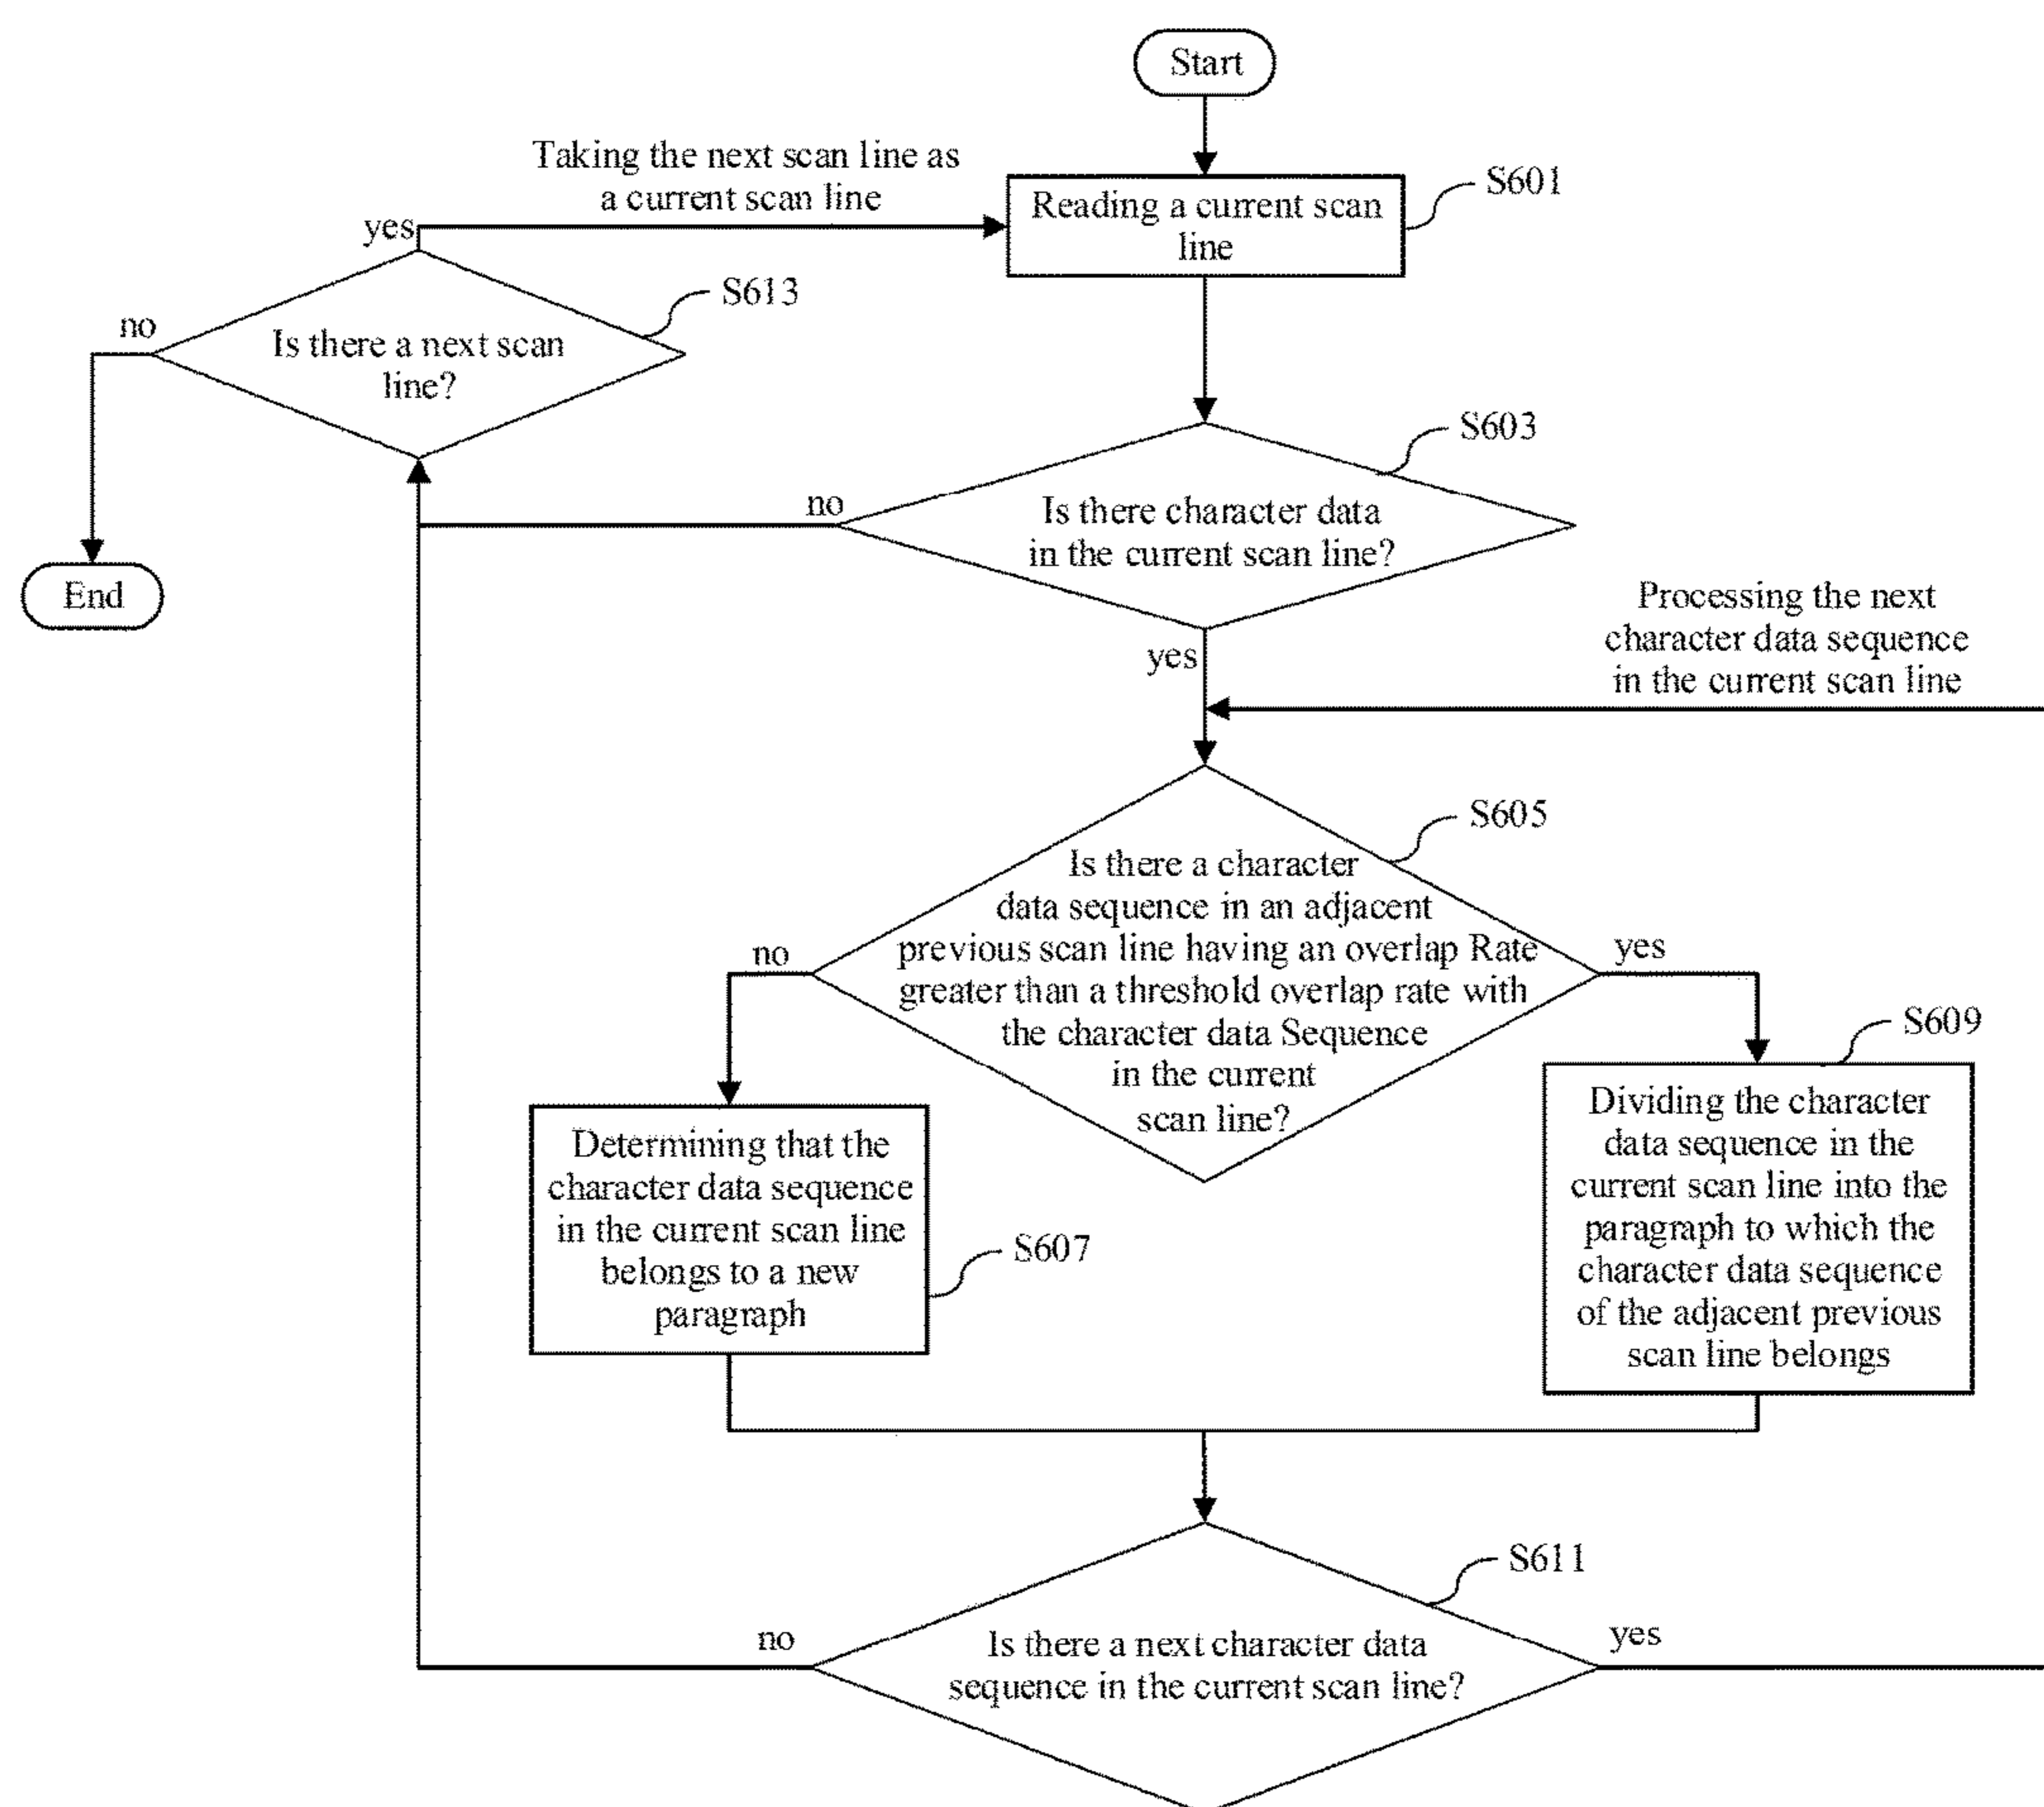 Start
Taking the next scan line as
a current scan line
yes
Reading a current scan
line
S601
S613
no
Is there a next scan
line?
S603
no
Is there character data
in the current scan line?
End
yes
Processing the next
character data sequence
in the current scan line
S605
Is there a character
data sequence in an adjacent
previous scan line having an overlap Rate
greater than a threshold overlap rate with
the character data Sequence
in the current
scan line?
no
yes
S609
Determining that the
character data sequence
in the current scan line
belongs to a new
paragraph
S607
Dividing the character
data sequence in the
current scan line into the
paragraph to which the
character data sequence
of the adjacent previous
scan line belongs
S611
no
Is there a next character data
sequence in the current scan line?
yes